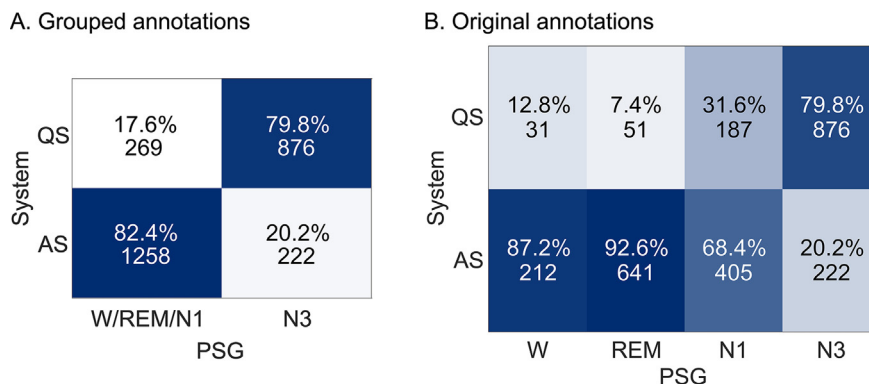 A. Grouped annotations
QS
17.6%
269
79.8%
876
System
AS
82.4%
1258
20.2%
222
W/REM/N1
N3
PSG
B. Original annotations
QS
12.8%
31
7.4%
51
31.6%
187
79.8%
876
System
AS
87.2%
212
92.6%
641
68.4%
405
20.2%
222
W
REM
N1
N3
PSG